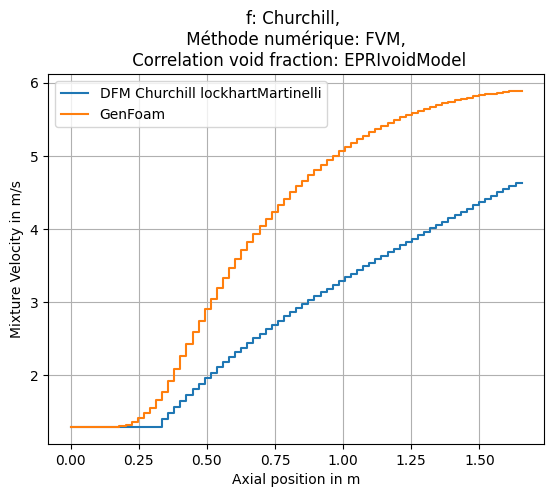 f: Churchill,
Méthode numérique: FVM,
Correlation void fraction: EPRIvoidModel
DFM Churchill lockhartMartinelli
GenFoam
Mixture Velocity in m/s
6
5
4
3
2
0.00 0.25 0.50 0.75 1.00 1.25 1.50
Axial position in m